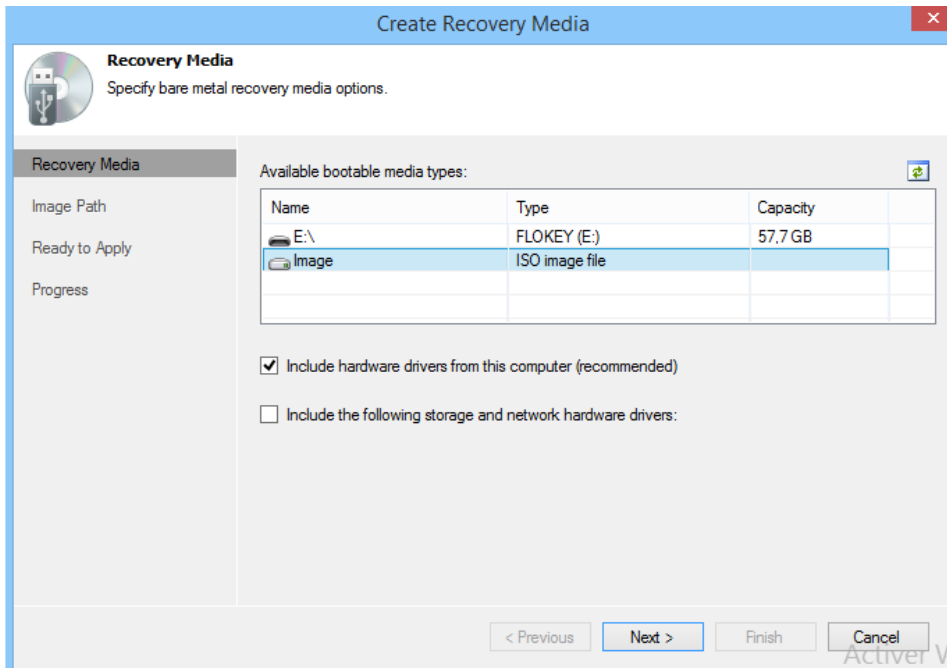 Create Recovery Media
Recovery Media
Specify bare metal recovery media options.
Recovery Media
Image Path
Ready to Apply
Progress
Available bootable media types:
Name Type Capacity
E:\ FLOKEY (E:) 57,7 GB
Image ISO image file
Include hardware drivers from this computer (recommended)
Include the following storage and network hardware drivers:
< Previous Next > Finish Cancel
Activer